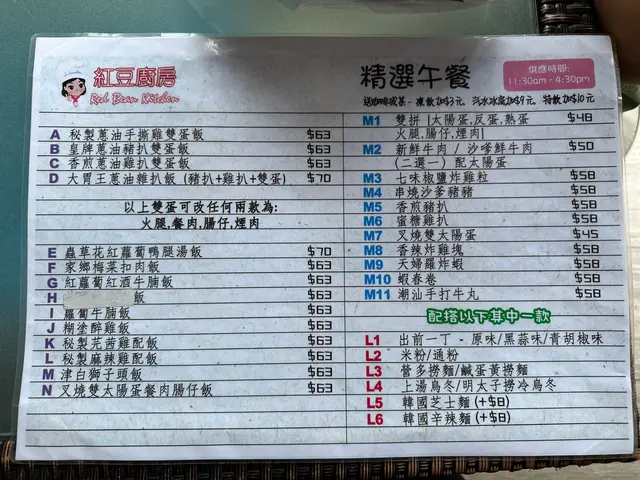 紅豆廚房
Red Bean Kitchen
A 秘製蔥油手撕雞雙蛋飯 $63
B 皇牌蔥油豬扒雙蛋飯 $63
C 香煎蔥油雞扒雙蛋飯 $63
D 大胃王蔥油雜扒飯 (豬扒+雞扒+雙蛋) $70
以上雙蛋可改任何兩款為:
火腿,餐肉,腸仔,煙肉
E 蟲草花紅蘿蔔鴨腿湯飯 $70
F 家鄉梅菜扣肉飯 $63
G 紅蘿蔔紅酒牛腩飯 $63
H 飯 $63
I 蘿蔔牛腩飯 $63
J 糊塗醉雞飯 $63
K 秘製芫茜雞配飯 $63
L 秘製麻辣雞配飯 $63
M 津白獅子頭飯 $63
N 叉燒雙太陽蛋餐肉腸仔飯 $63
精選午餐
供應時間:
11:30am - 4:30pm
送咖啡或茶 - 凍飲加$3元 汽水冰震加$9元 特飲加$10元
M1 雙拼 |太陽蛋,反蛋,熟蛋 $48
火腿,腸仔,煙肉|
M2 新鮮牛肉 / 沙嗲鮮牛肉 $50
(二選一) 配太陽蛋
M3 七味椒鹽炸雞粒 $58
M4 串燒沙爹豬豬 $58
M5 香煎豬扒 $58
M6 蜜糖雞扒 $58
M7 叉燒雙太陽蛋 $45
M8 香辣炸雞塊 $58
M9 天婦羅炸蝦 $58
M10 蝦春卷 $58
M11 潮汕手打牛丸 $58
配搭以下其中一款
L1 出前一丁 - 原味/黑蒜味/青胡椒味
L2 米粉/通粉
L3 營多撈麵/鹹蛋黃撈麵
L4 上湯烏冬/明太子撈冷烏冬
L5 韓國芝士麵 (+$8)
L6 韓國辛辣麵 (+$8)